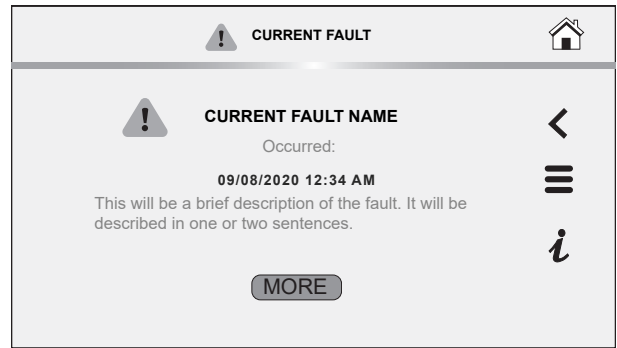 CURRENT FAULT
CURRENT FAULT NAME
Occurred:
09/08/2020 12:34 AM
This will be a brief description of the fault. It will be
described in one or two sentences.
MORE